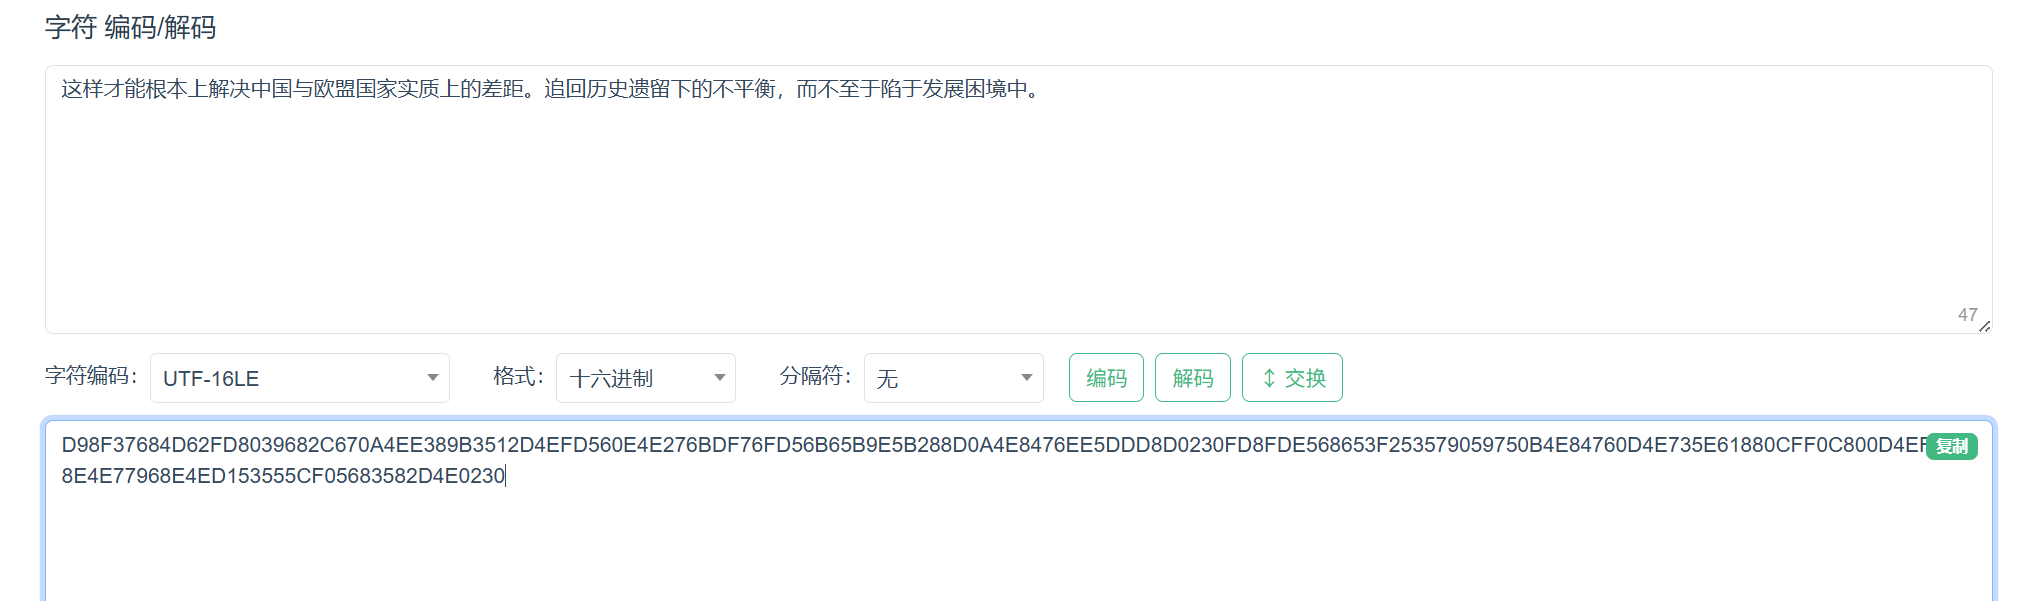 字符 编码/解码
这样才能根本上解决中国与欧盟国家实质上的差距。追回历史遗留下的不平衡，而不至于陷于发展困境中。
47
字符编码： UTF-16LE 格式： 十六进制 分隔符： 无 编码 解码 交换
D98F37684D62FD8039682C670A4EE389B3512D4EFD560E4E276BDF76FD56B65B9E5B288D0A4E8476EE5DDD8D0230FD8FDE568653F253579059750B4E84760D4E735E61880CFF0C800D4EF 复制
8E4E77968E4ED153555CF05683582D4E0230